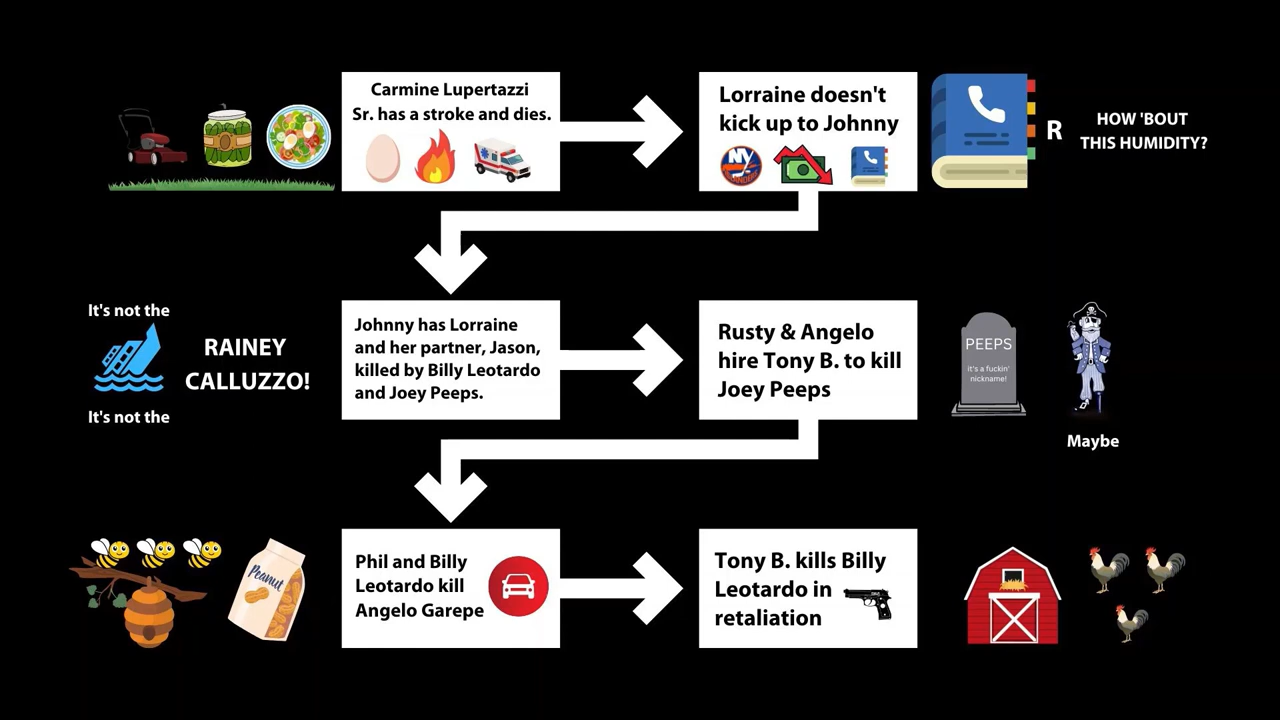 Carmine Lupertazzi
Sr. has a stroke and dies.
Lorraine doesn't
kick up to Johnny
NY
R
HOW 'BOUT
THIS HUMIDITY?
It's not the
RAINEY
CALLUZZO!
It's not the
Johnny has Lorraine
and her partner, Jason,
killed by Billy Leotardo
and Joey Peeps.
Rusty & Angelo
hire Tony B. to kill
Joey Peeps
PEEPS
it's a fuckin'
nickname!
Maybe
Peanut
Phil and Billy
Leotardo kill
Angelo Garepe
Tony B. kills Billy
Leotardo in
retaliation